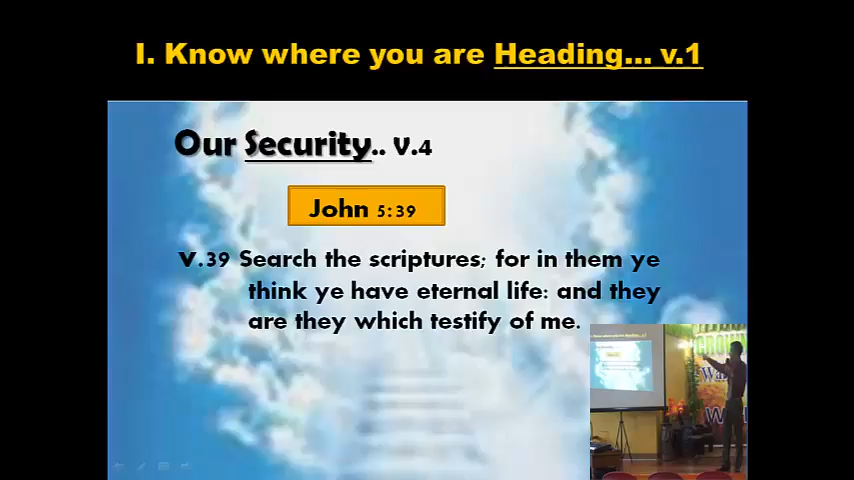 I. Know where you are Heading... v.1
Our Security.. V.4
John 5:39
V.39 Search the scriptures; for in them ye
think ye have eternal life: and they
are they which testify of me.